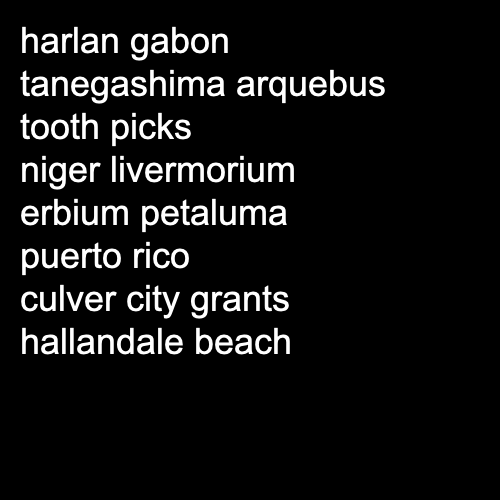 harlan gabon
tanegashima arquebus
tooth picks
niger livermorium
erbium petaluma
puerto rico
culver city grants
hallandale beach